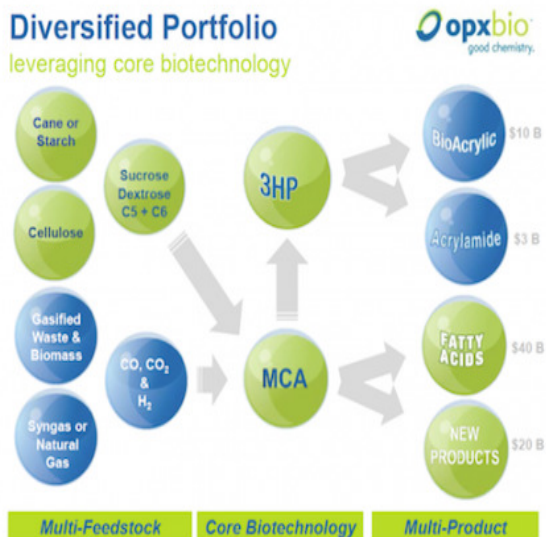 Diversified Portfolio
leveraging core biotechnology
opxbio
good chemistry.
Cane or
Starch
Sucrose
Dextrose
C5 + C6
Cellulose
Gasified
Waste &
Biomass
CO, CO₂
&
H₂
Syngas or
Natural
Gas
3HP
MCA
BioAcrylic
$10 B
Acrylamide
$3 B
FATTY
ACIDS
$40 B
NEW
PRODUCTS
$20 B
Multi-Feedstock
Core Biotechnology
Multi-Product